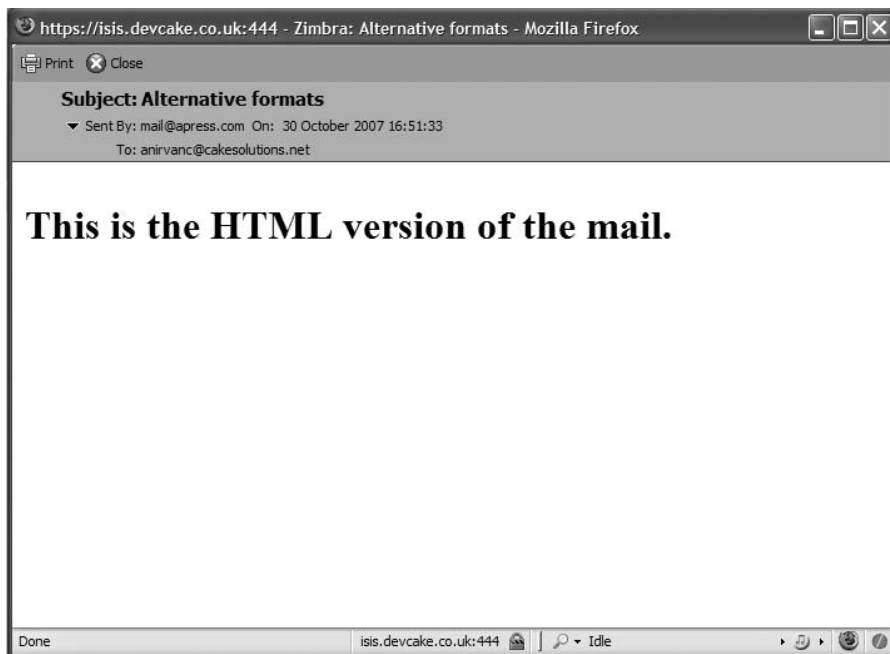 https://isis.devcake.co.uk:444 - Zimbra: Alternative formats - Mozilla Firefox
Print Close
Subject: Alternative formats
Sent By: mail@apress.com On: 30 October 2007 16:51:33
To: anirvanc@cakesolutions.net
This is the HTML version of the mail.
Done isis.devcake.co.uk:444 Idle